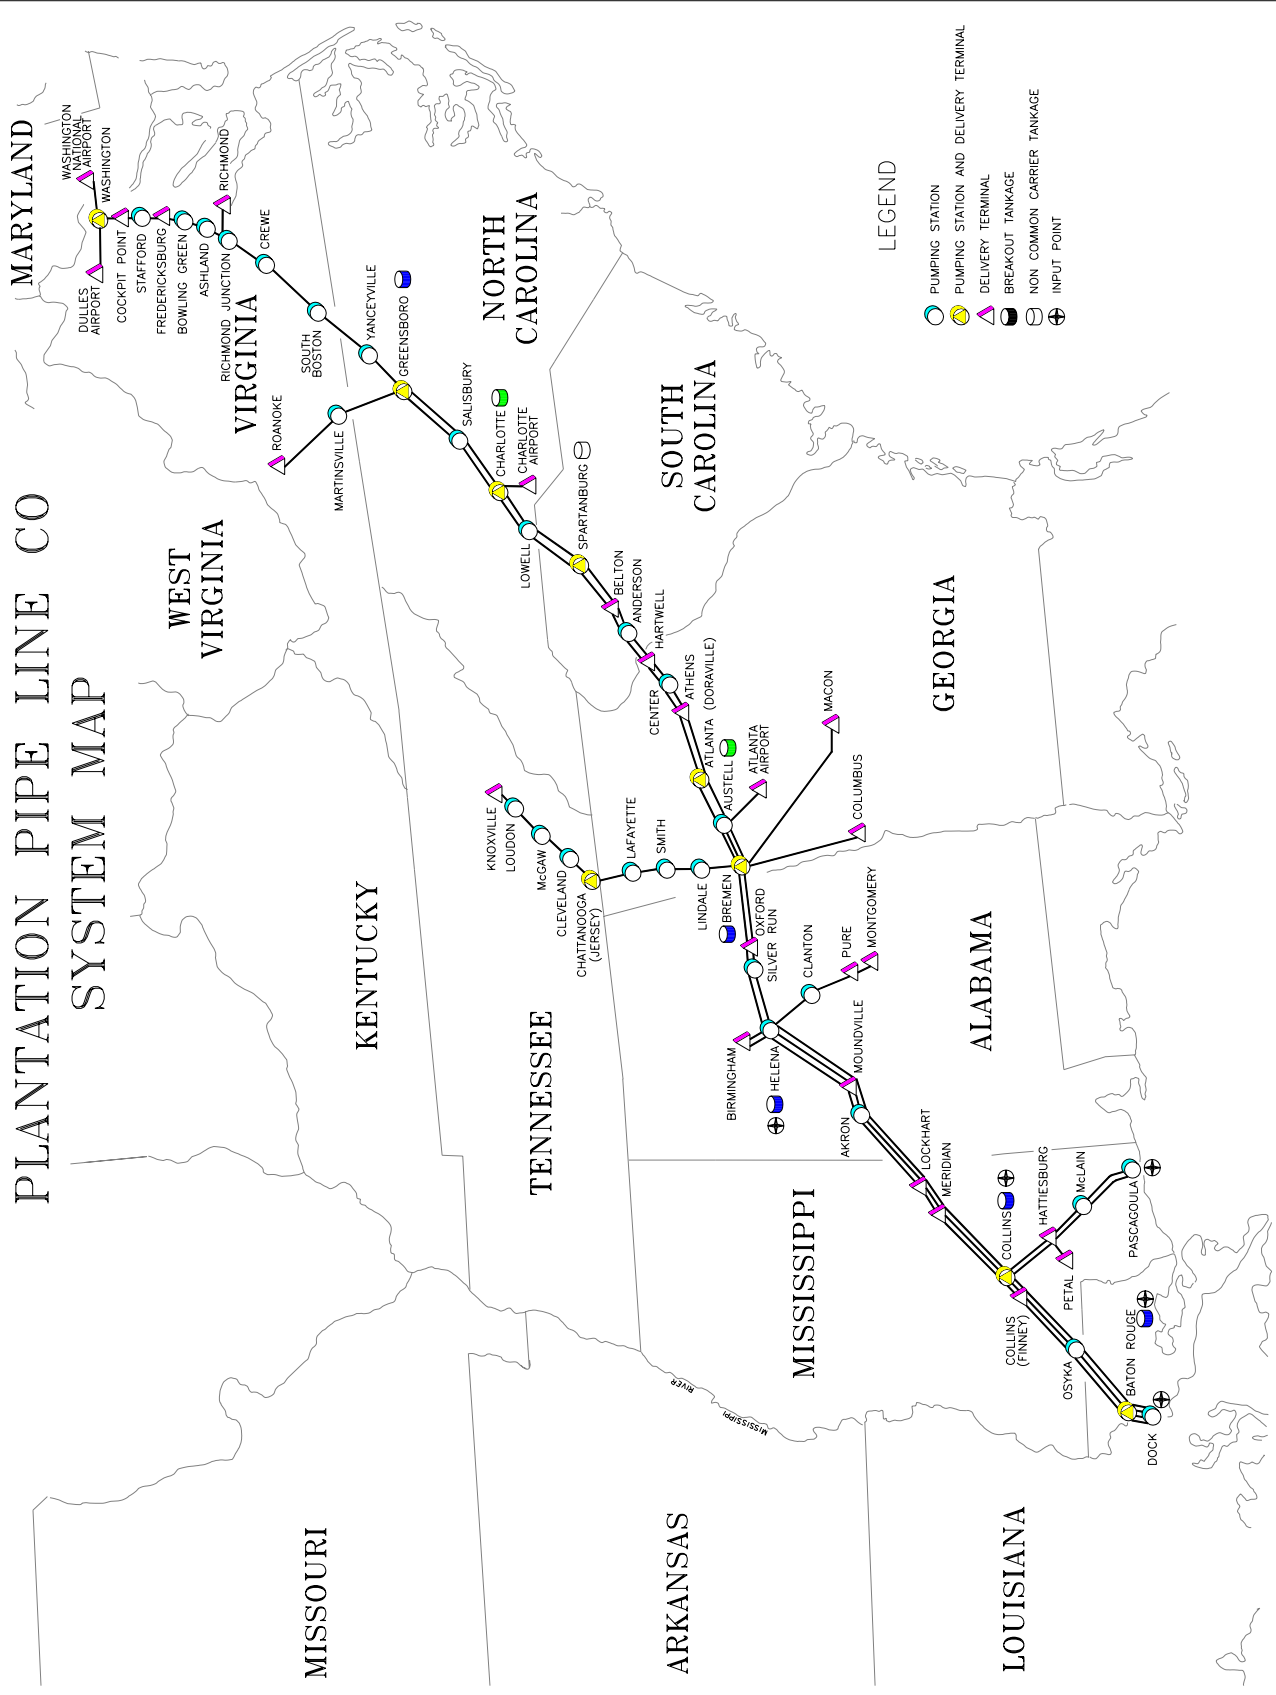 PLANTATION PIPE LINE CO
SYSTEM MAP
MARYLAND
WEST
VIRGINIA
VIRGINIA
KENTUCKY
NORTH
CAROLINA
TENNESSEE
SOUTH
CAROLINA
GEORGIA
ALABAMA
MISSISSIPPI
MISSOURI
ARKANSAS
LOUISIANA
MISSISSIPPI
RIVER
WASHINGTON
NATIONAL
AIRPORT
WASHINGTON
DULLES
AIRPORT
COCKPIT POINT
STAFFORD
FREDERICKSBURG
BOWLING GREEN
ASHLAND
RICHMOND JUNCTION
RICHMOND
CREWE
SOUTH
BOSTON
YANCEYVILLE
GREENSBORO
ROANOKE
MARTINSVILLE
SALISBURY
CHARLOTTE
CHARLOTTE
AIRPORT
LOWELL
SPARTANBURG
BELTON
ANDERSON
HARTWELL
CENTER
ATHENS
ATLANTA (DORAVILLE)
AUSTELL
ATLANTA
AIRPORT
MACON
COLUMBUS
KNOXVILLE
LOUDON
McGAW
CLEVELAND
CHATTANOOGA
(JERSEY)
LAFAYETTE
SMITH
LINDALE
BREMEN
OXFORD
SILVER RUN
CLANTON
PURE
MONTGOMERY
BIRMINGHAM
HELENA
MOUNDVILLE
AKRON
LOCKHART
MERIDIAN
COLLINS
HATTIESBURG
McLAIN
PASCAGOULA
PETAL
COLLINS
(FINNEY)
OSYKA
BATON ROUGE
DOCK
LEGEND
PUMPING STATION
PUMPING STATION AND DELIVERY TERMINAL
DELIVERY TERMINAL
BREAKOUT TANKAGE
NON COMMON CARRIER TANKAGE
INPUT POINT